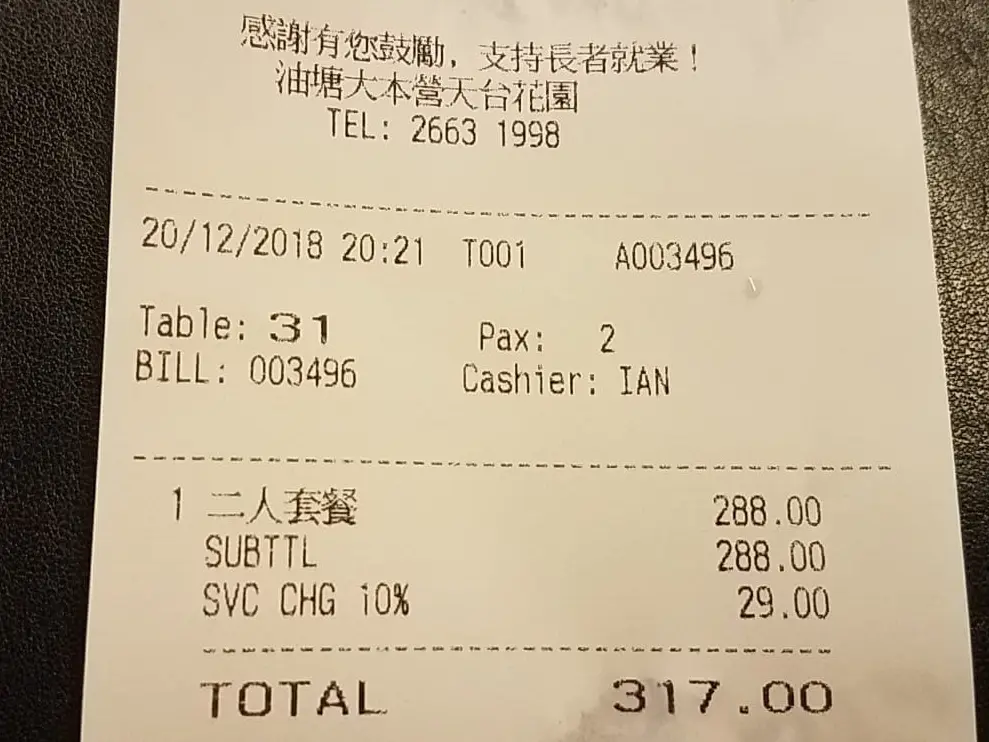 感謝有您鼓勵，支持長者就業！
油塘大本營天台花園
TEL: 2663 1998
20/12/2018 20:21 T001 A003496
Table: 31 Pax: 2
BILL: 003496 Cashier: IAN
1 二人套餐 288.00
SUBTTL 288.00
SVC CHG 10% 29.00
TOTAL 317.00